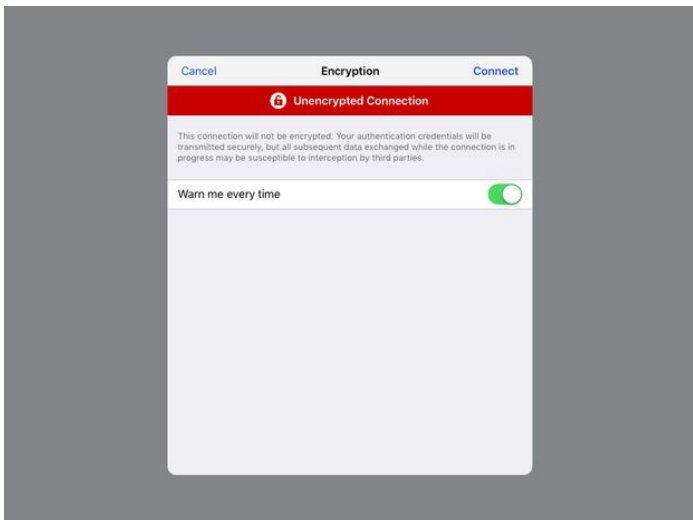 Cancel Encryption Connect
Unencrypted Connection
This connection will not be encrypted. Your authentication credentials will be
transmitted securely, but all subsequent data exchanged while the connection is in
progress may be susceptible to interception by third parties.
Warn me every time